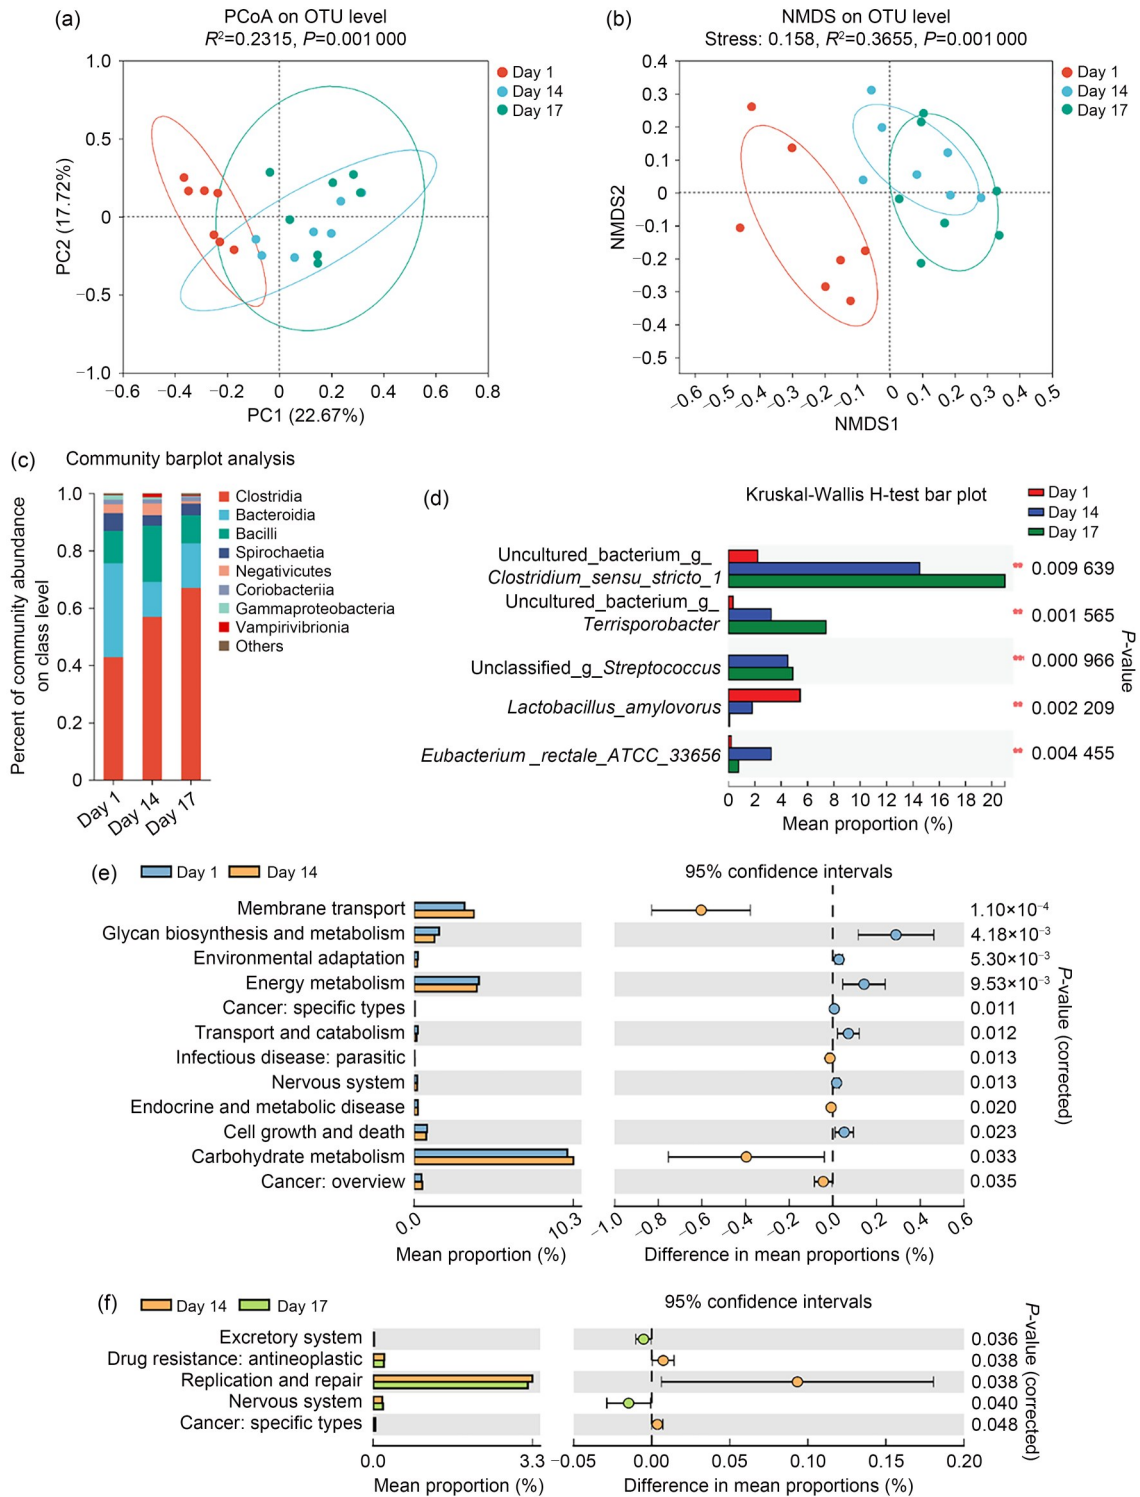 (a)
PCoA on OTU level
R²=0.2315, P=0.001 000
Day 1
Day 14
Day 17
PC2 (17.72%)
1.0
0.5
0
−0.5
−1.0
−0.6 −0.4 −0.2 0 0.2 0.4 0.6 0.8
PC1 (22.67%)
(b)
NMDS on OTU level
Stress: 0.158, R²=0.3655, P=0.001 000
Day 1
Day 14
Day 17
NMDS2
0.4
0.3
0.2
0.1
0
−0.1
−0.2
−0.3
−0.4
−0.5
−0.6 −0.5 −0.4 −0.3 −0.2 −0.1 0 0.1 0.2 0.3 0.4 0.5
NMDS1
(c)
Community barplot analysis
Percent of community abundance
on class level
1.0
0.8
0.6
0.4
0.2
0
Day 1
Day 14
Day 17
Clostridia
Bacteroidia
Bacilli
Spirochaetia
Negativicutes
Coriobacteriia
Gammaproteobacteria
Vampirivibrionia
Others
(d)
Kruskal-Wallis H-test bar plot
Day 1
Day 14
Day 17
Uncultured_bacterium_g_
Clostridium_sensu_stricto_1
** 0.009 639
Uncultured_bacterium_g_
Terrisporobacter
** 0.001 565
Unclassified_g_Streptococcus
*** 0.000 966
Lactobacillus_amylovorus
** 0.002 209
Eubacterium _rectale_ATCC_33656
** 0.004 455
P-value
0 2 4 6 8 10 12 14 16 18 20
Mean proportion (%)
(e)
Day 1
Day 14
95% confidence intervals
Membrane transport
1.10×10⁻⁴
Glycan biosynthesis and metabolism
4.18×10⁻³
Environmental adaptation
5.30×10⁻³
Energy metabolism
9.53×10⁻³
Cancer: specific types
0.011
Transport and catabolism
0.012
Infectious disease: parasitic
0.013
Nervous system
0.013
Endocrine and metabolic disease
0.020
Cell growth and death
0.023
Carbohydrate metabolism
0.033
Cancer: overview
0.035
P-value (corrected)
0.0 10.3
Mean proportion (%)
−1.0 −0.8 −0.6 −0.4 −0.2 0.0 0.2 0.4 0.6
Difference in mean proportions (%)
(f)
Day 14
Day 17
95% confidence intervals
Excretory system
0.036
Drug resistance: antineoplastic
0.038
Replication and repair
0.038
Nervous system
0.040
Cancer: specific types
0.048
P-value (corrected)
0.0 3.3
Mean proportion (%)
−0.05 0.00 0.05 0.10 0.15 0.20
Difference in mean proportions (%)